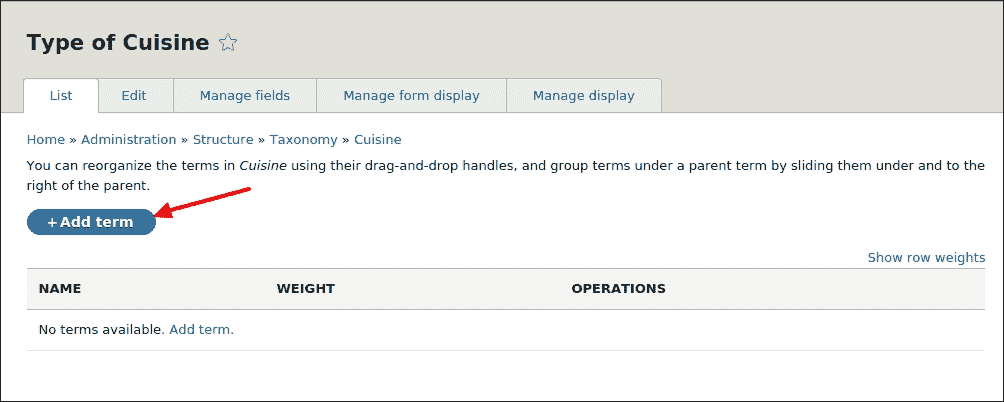 Type of Cuisine
List Edit Manage fields Manage form display Manage display
Home » Administration » Structure » Taxonomy » Cuisine
You can reorganize the terms in Cuisine using their drag-and-drop handles, and group terms under a parent term by sliding them under and to the
right of the parent.
+Add term
Show row weights
NAME WEIGHT OPERATIONS
No terms available. Add term.